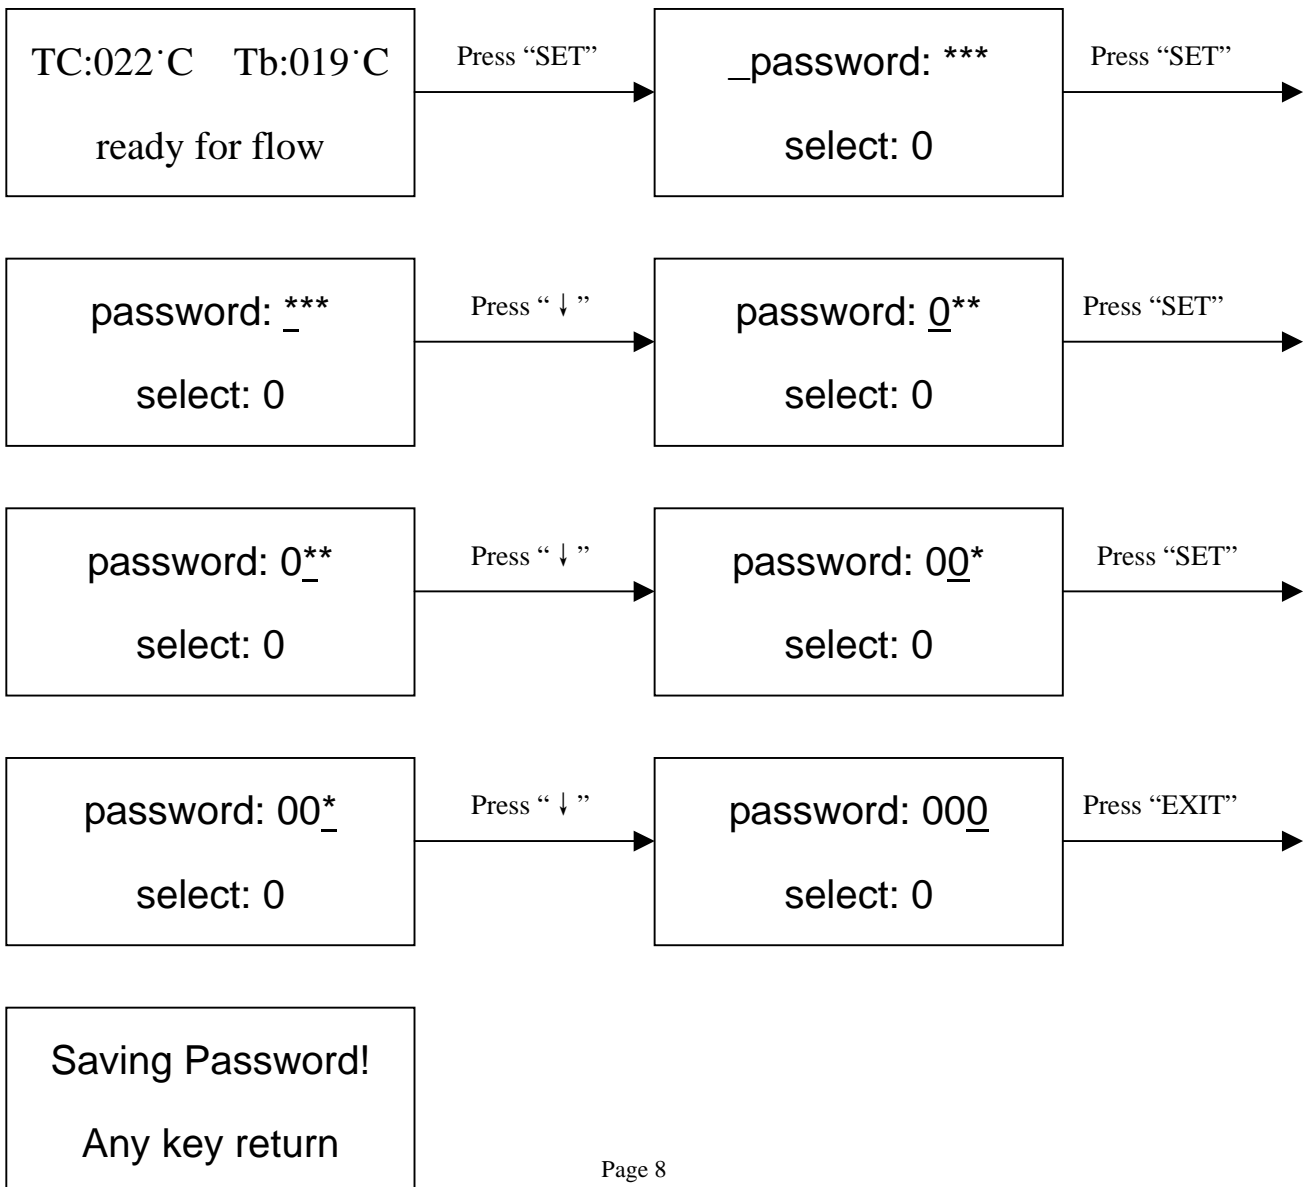 TC:022˙C Tb:019˙C
ready for flow
Press “SET”
_password: ***
select: 0
Press “SET”
password: ***
select: 0
Press “↓”
password: 0**
select: 0
Press “SET”
password: 0**
select: 0
Press “↓”
password: 00*
select: 0
Press “SET”
password: 00*
select: 0
Press “↓”
password: 000
select: 0
Press “EXIT”
Saving Password!
Any key return
Page 8